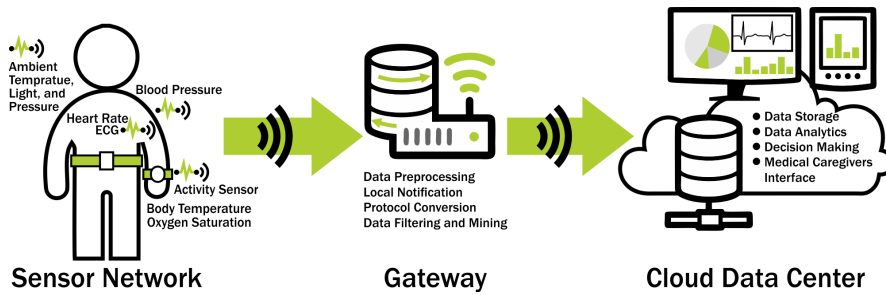 Ambient
Tempratue,
Light, and
Pressure
Blood Pressure
Heart Rate
ECG
Activity Sensor
Body Temperature
Oxygen Saturation
Sensor Network
Data Preprocessing
Local Notification
Protocol Conversion
Data Filtering and Mining
Gateway
Data Storage
Data Analytics
Decision Making
Medical Caregivers
Interface
Cloud Data Center